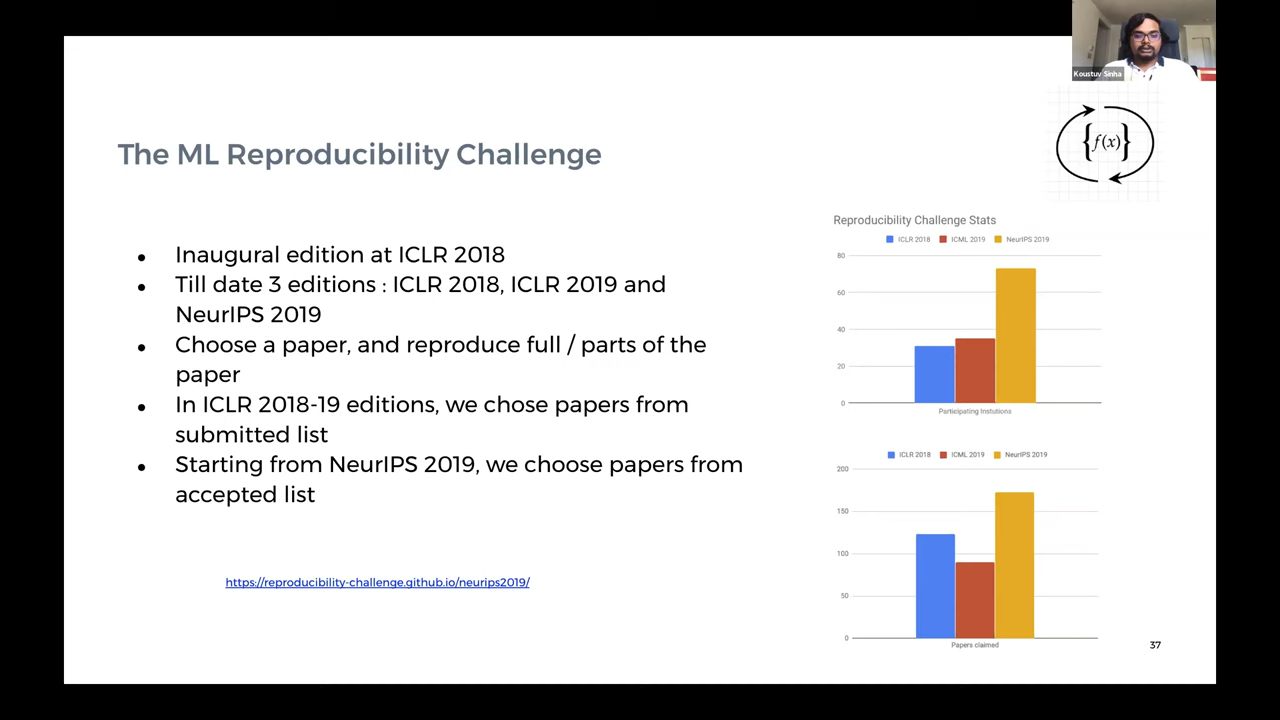 Koustuv Sinha
{f(x)}
The ML Reproducibility Challenge
● Inaugural edition at ICLR 2018
● Till date 3 editions : ICLR 2018, ICLR 2019 and
NeurIPS 2019
● Choose a paper, and reproduce full / parts of the
paper
● In ICLR 2018-19 editions, we chose papers from
submitted list
● Starting from NeurIPS 2019, we choose papers from
accepted list
https://reproducibility-challenge.github.io/neurips2019/
Reproducibility Challenge Stats
ICLR 2018 ICML 2019 NeurIPS 2019
80
60
40
20
0
Participating Instutions
ICLR 2018 ICML 2019 NeurIPS 2019
200
150
100
50
0
Papers claimed
37